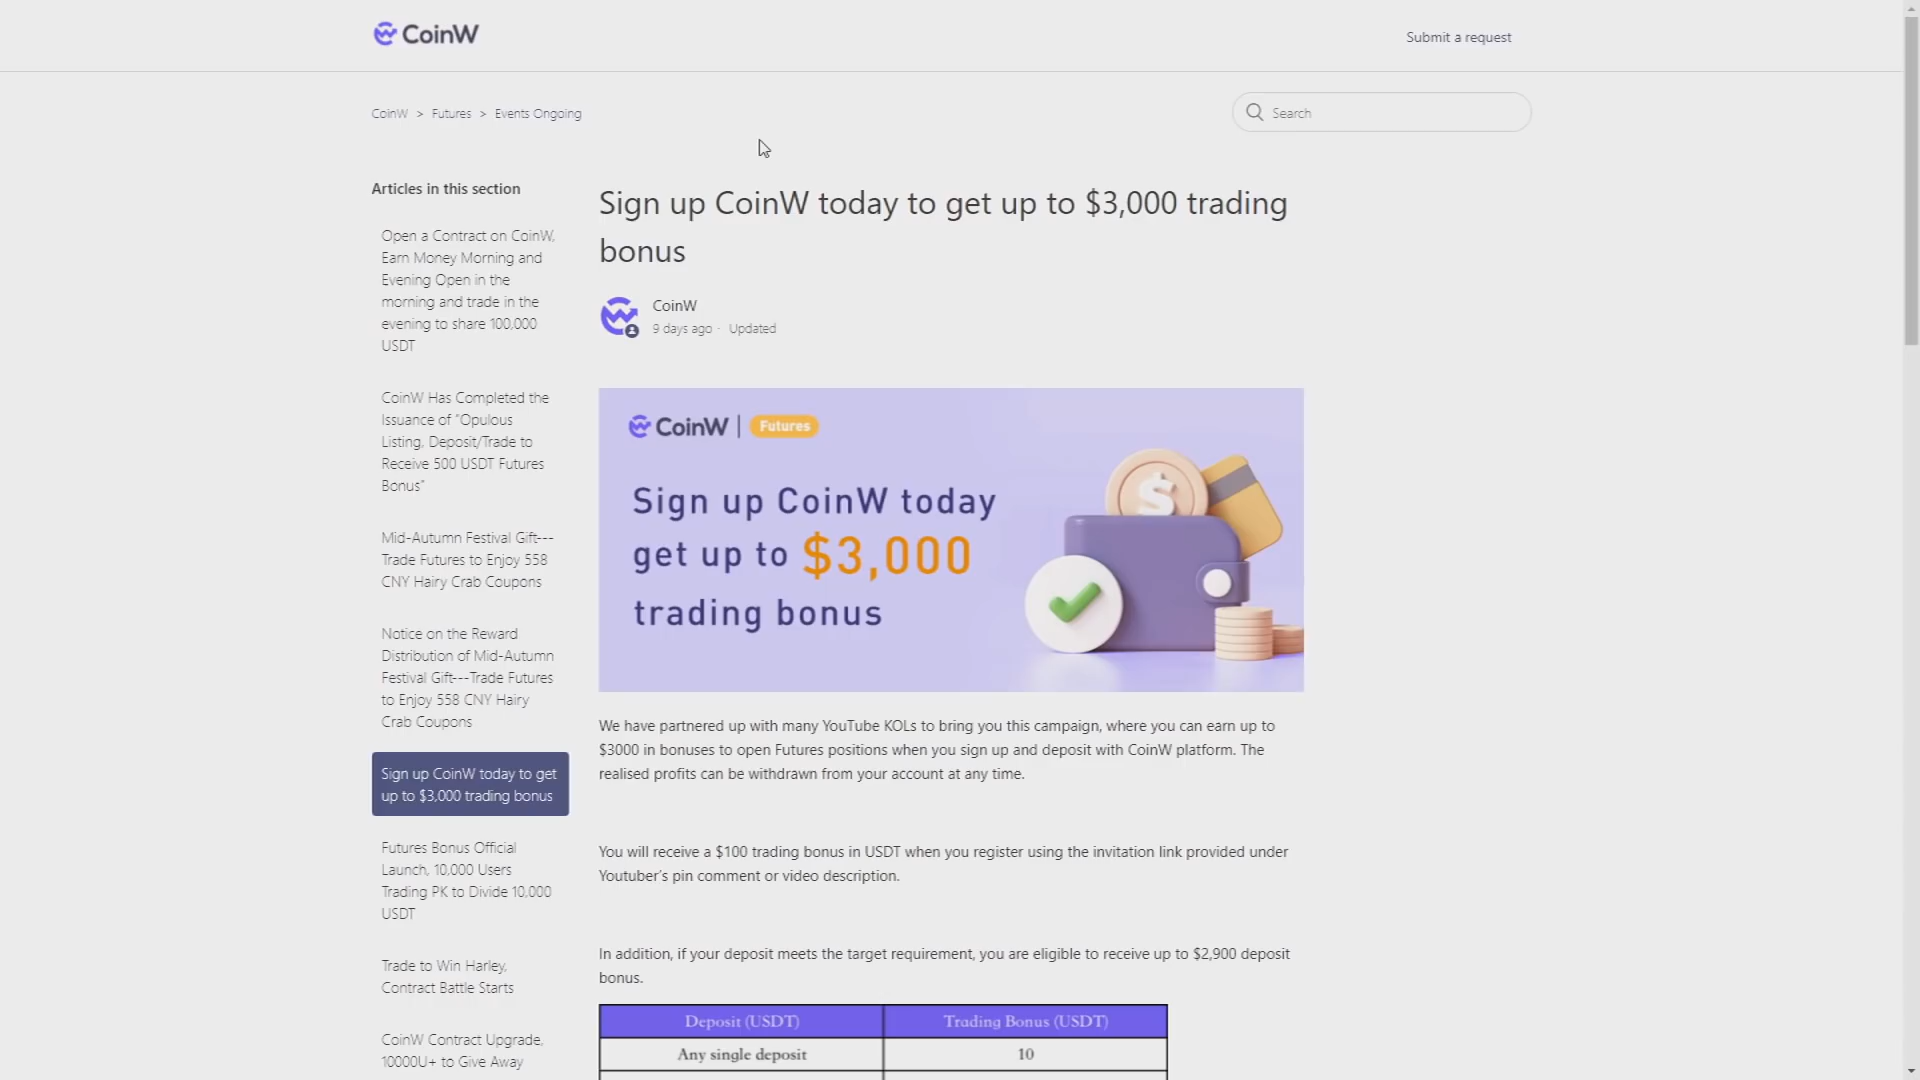 CoinW
Submit a request
CoinW > Futures > Events Ongoing
Search
Articles in this section
Open a Contract on CoinW,
Earn Money Morning and
Evening Open in the
morning and trade in the
evening to share 100,000
USDT
CoinW Has Completed the
Issuance of “Opulous
Listing, Deposit/Trade to
Receive 500 USDT Futures
Bonus”
Mid-Autumn Festival Gift---
Trade Futures to Enjoy 558
CNY Hairy Crab Coupons
Notice on the Reward
Distribution of Mid-Autumn
Festival Gift---Trade Futures
to Enjoy 558 CNY Hairy
Crab Coupons
Sign up CoinW today to get
up to $3,000 trading bonus
Futures Bonus Official
Launch, 10,000 Users
Trading PK to Divide 10,000
USDT
Trade to Win Harley,
Contract Battle Starts
CoinW Contract Upgrade,
10000U+ to Give Away
Sign up CoinW today to get up to $3,000 trading
bonus
CoinW
9 days ago · Updated
CoinW | Futures
Sign up CoinW today
get up to $3,000
trading bonus
We have partnered up with many YouTube KOLs to bring you this campaign, where you can earn up to
$3000 in bonuses to open Futures positions when you sign up and deposit with CoinW platform. The
realised profits can be withdrawn from your account at any time.
You will receive a $100 trading bonus in USDT when you register using the invitation link provided under
Youtuber’s pin comment or video description.
In addition, if your deposit meets the target requirement, you are eligible to receive up to $2,900 deposit
bonus.
Deposit (USDT) Trading Bonus (USDT)
Any single deposit 10